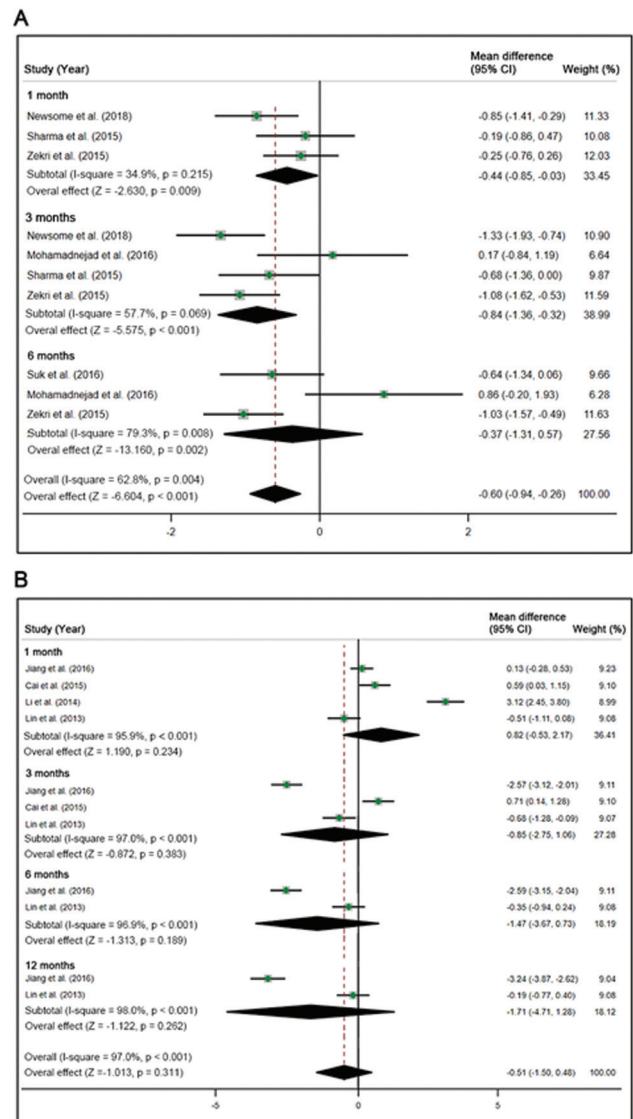 A
Study (Year) Mean difference (95% CI) Weight (%)
1 month
Newsome et al. (2018) -0.85 (-1.41, -0.29) 11.33
Sharma et al. (2015) -0.19 (-0.86, 0.47) 10.08
Zekri et al. (2015) -0.25 (-0.76, 0.26) 12.03
Subtotal (I-square = 34.9%, p = 0.215) -0.44 (-0.85, -0.03) 33.45
Overal effect (Z = -2.630, p = 0.009)
3 months
Newsome et al. (2018) -1.33 (-1.93, -0.74) 10.90
Mohamadnejad et al. (2016) 0.17 (-0.84, 1.19) 6.64
Sharma et al. (2015) -0.68 (-1.36, 0.00) 9.87
Zekri et al. (2015) -1.08 (-1.62, -0.53) 11.59
Subtotal (I-square = 57.7%, p = 0.069) -0.84 (-1.36, -0.32) 38.99
Overal effect (Z = -5.575, p < 0.001)
6 months
Suk et al. (2016) -0.64 (-1.34, 0.06) 9.66
Mohamadnejad et al. (2016) 0.86 (-0.20, 1.93) 6.28
Zekri et al. (2015) -1.03 (-1.57, -0.49) 11.63
Subtotal (I-square = 79.3%, p = 0.008) -0.37 (-1.31, 0.57) 27.56
Overal effect (Z = -13.160, p = 0.002)
Overall (I-square = 62.8%, p = 0.004)
Overal effect (Z = -6.604, p < 0.001) -0.60 (-0.94, -0.26) 100.00
-2 0 2
B
Study (Year) Mean difference (95% CI) Weight (%)
1 month
Jiang et al. (2016) 0.13 (-0.28, 0.53) 9.23
Cai et al. (2015) 0.59 (0.03, 1.15) 9.10
Li et al. (2014) 3.12 (2.45, 3.80) 8.99
Lin et al. (2013) -0.51 (-1.11, 0.08) 9.08
Subtotal (I-square = 95.9%, p < 0.001) 0.82 (-0.53, 2.17) 36.41
Overal effect (Z = 1.190, p = 0.234)
3 months
Jiang et al. (2016) -2.57 (-3.12, -2.01) 9.11
Cai et al. (2015) 0.71 (0.14, 1.28) 9.10
Lin et al. (2013) -0.68 (-1.28, -0.09) 9.07
Subtotal (I-square = 97.0%, p < 0.001) -0.85 (-2.75, 1.06) 27.28
Overal effect (Z = -0.872, p = 0.383)
6 months
Jiang et al. (2016) -2.59 (-3.15, -2.04) 9.11
Lin et al. (2013) -0.35 (-0.94, 0.24) 9.08
Subtotal (I-square = 96.9%, p < 0.001) -1.47 (-3.67, 0.73) 18.19
Overal effect (Z = -1.313, p = 0.189)
12 months
Jiang et al. (2016) -3.24 (-3.87, -2.62) 9.04
Lin et al. (2013) -0.19 (-0.77, 0.40) 9.08
Subtotal (I-square = 98.0%, p < 0.001) -1.71 (-4.71, 1.28) 18.12
Overal effect (Z = -1.122, p = 0.262)
Overall (I-square = 97.0%, p < 0.001)
Overal effect (Z=-1.013, p = 0.311) -0.51 (-1.50, 0.48) 100.00
-5 0 5